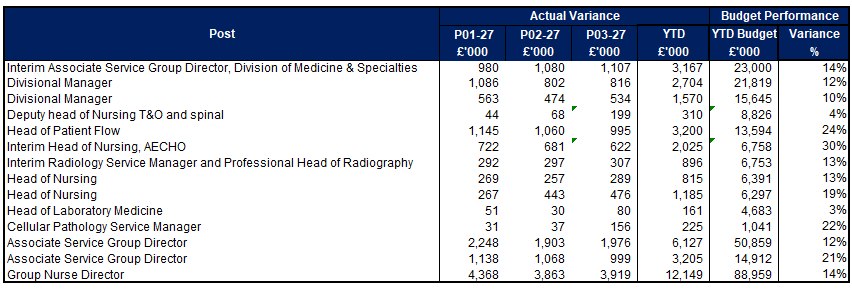 Actual Variance Budget Performance
Post P01-27 P02-27 P03-27 YTD YTD Budget Variance
£'000 £'000 £'000 £'000 £'000 %
Interim Associate Service Group Director, Division of Medicine & Specialties 980 1,080 1,107 3,167 23,000 14%
Divisional Manager 1,086 802 816 2,704 21,819 12%
Divisional Manager 563 474 534 1,570 15,645 10%
Deputy head of Nursing T&O and spinal 44 68 199 310 8,826 4%
Head of Patient Flow 1,145 1,060 995 3,200 13,594 24%
Interim Head of Nursing, AECHO 722 681 622 2,025 6,758 30%
Interim Radiology Service Manager and Professional Head of Radiography 292 297 307 896 6,753 13%
Head of Nursing 269 257 289 815 6,391 13%
Head of Nursing 267 443 476 1,185 6,297 19%
Head of Laboratory Medicine 51 30 80 161 4,683 3%
Cellular Pathology Service Manager 31 37 156 225 1,041 22%
Associate Service Group Director 2,248 1,903 1,976 6,127 50,859 12%
Associate Service Group Director 1,138 1,068 999 3,205 14,912 21%
Group Nurse Director 4,368 3,863 3,919 12,149 88,959 14%